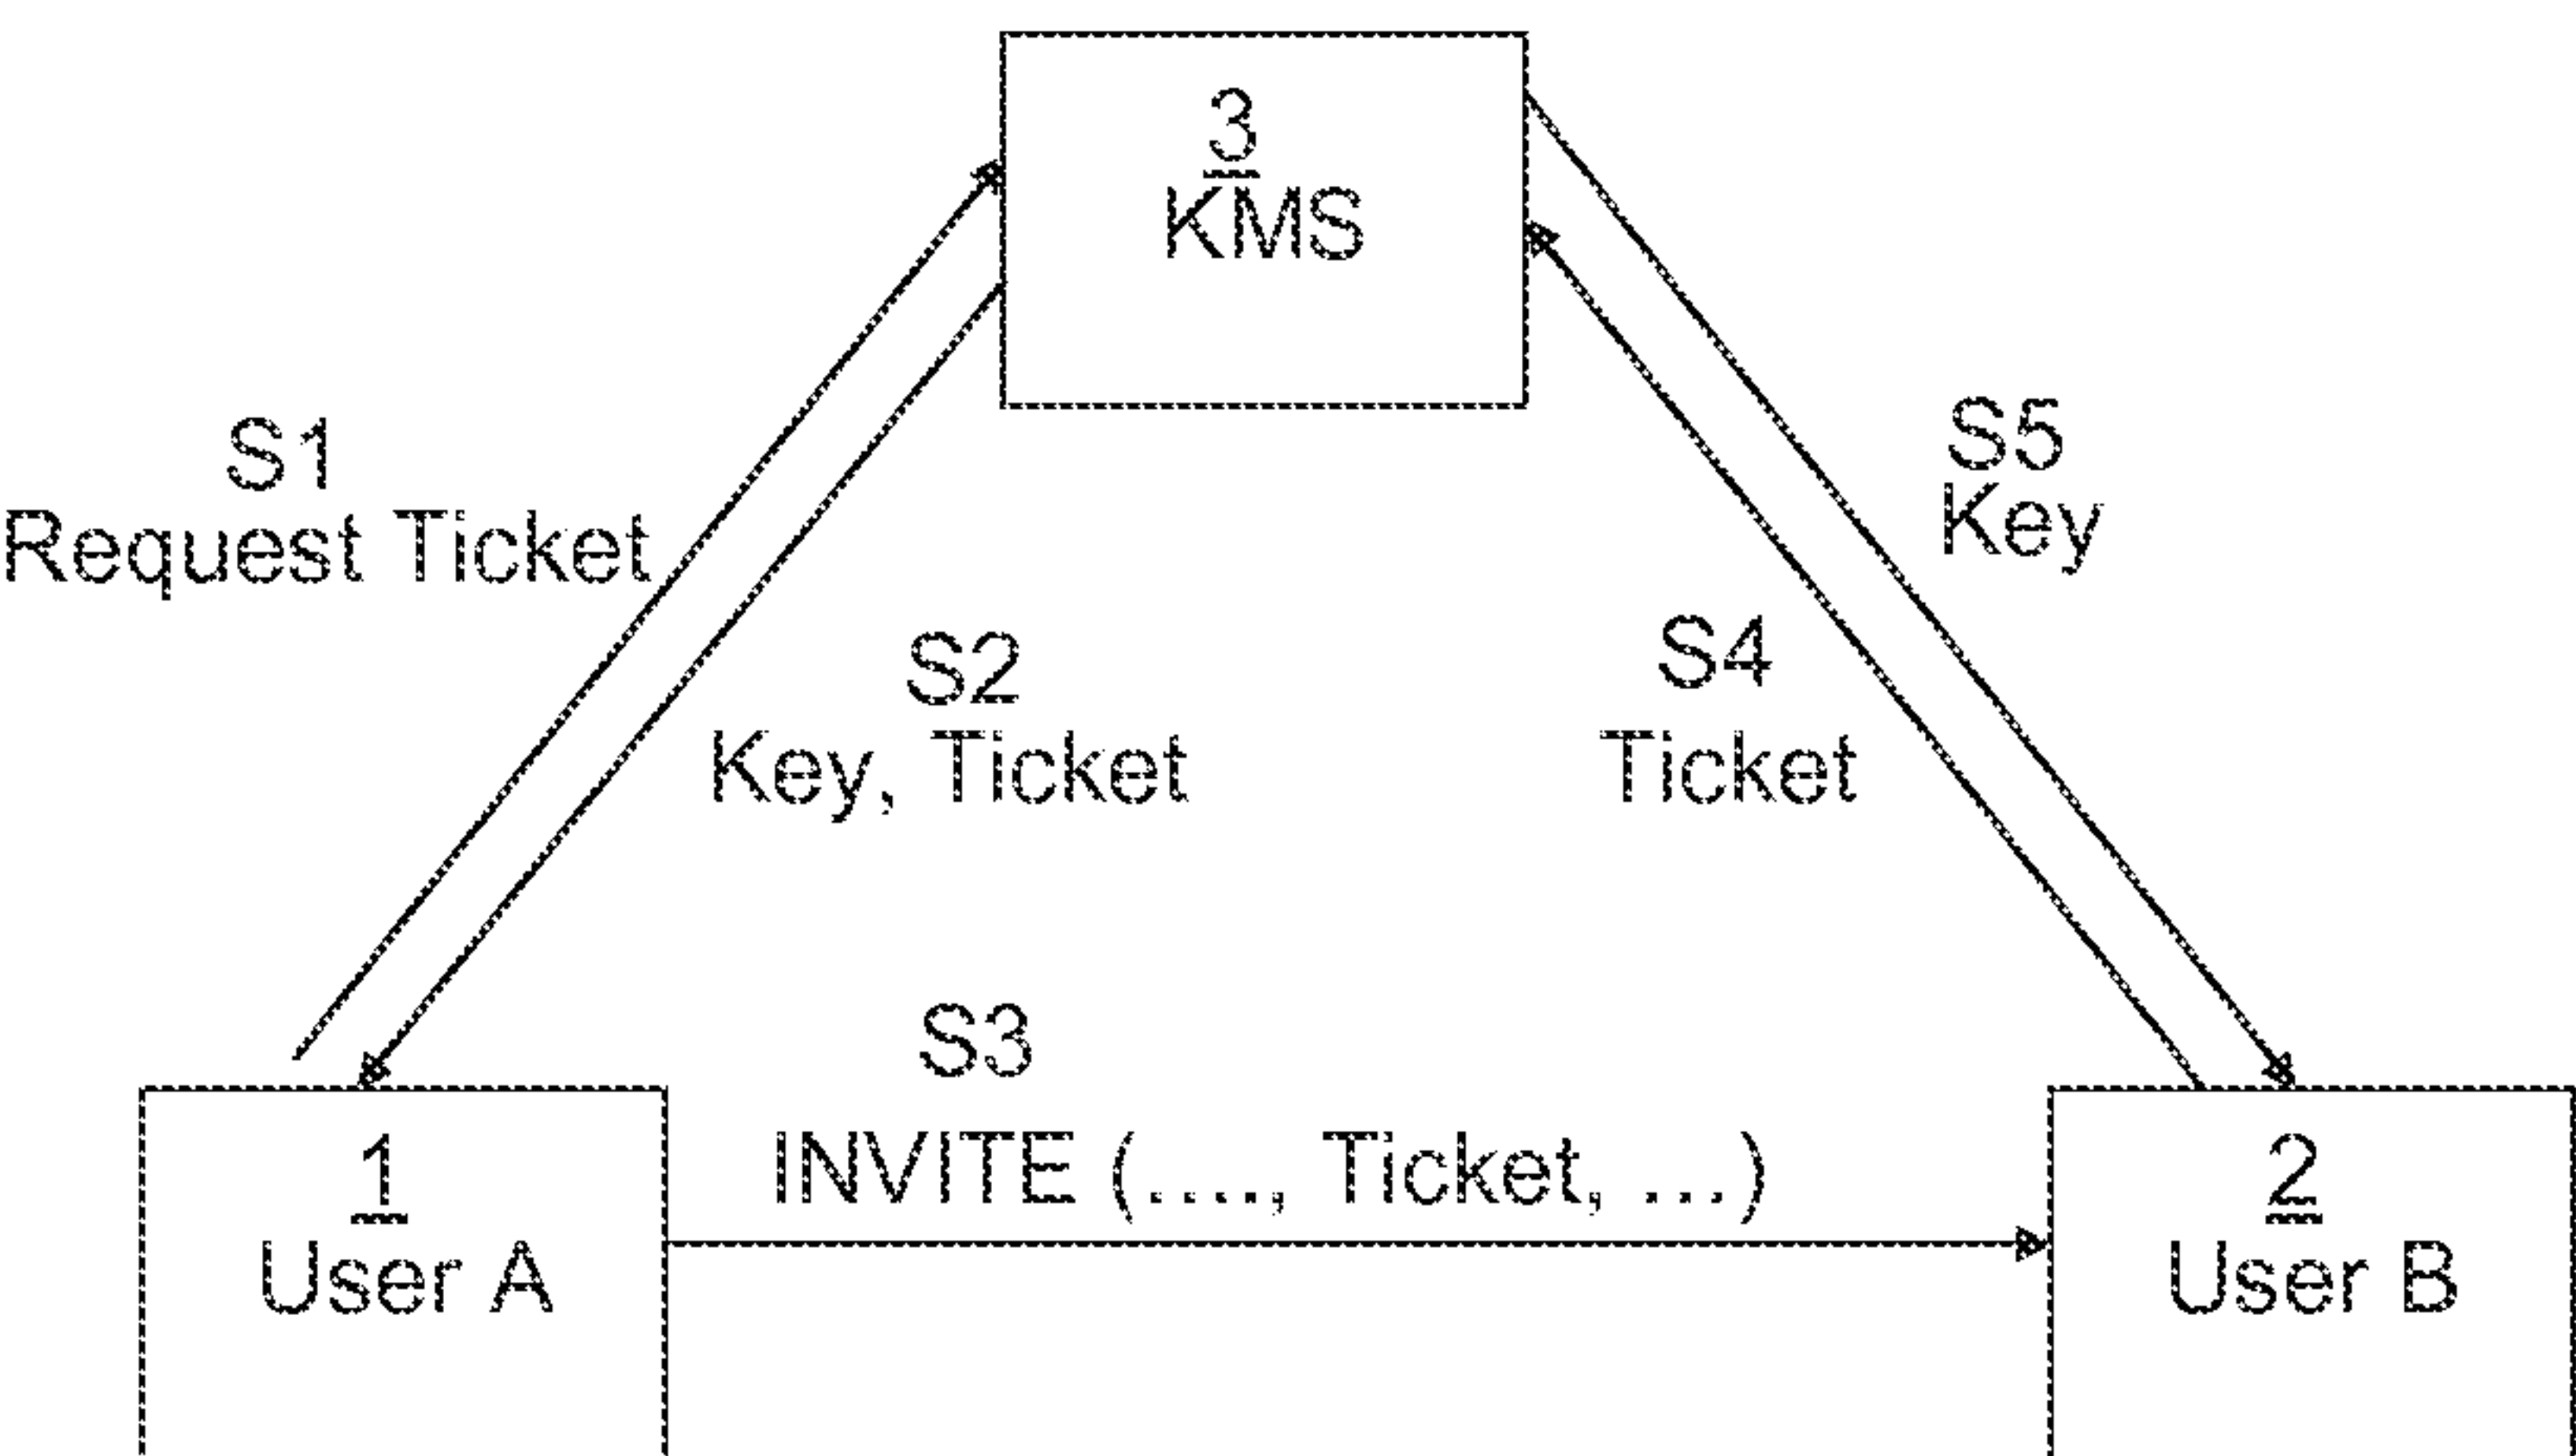 3
KMS
S1
Request Ticket
S2
Key, Ticket
S5
Key
S4
Ticket
S3
INVITE (...., Ticket, ...)
1
User A
2
User B